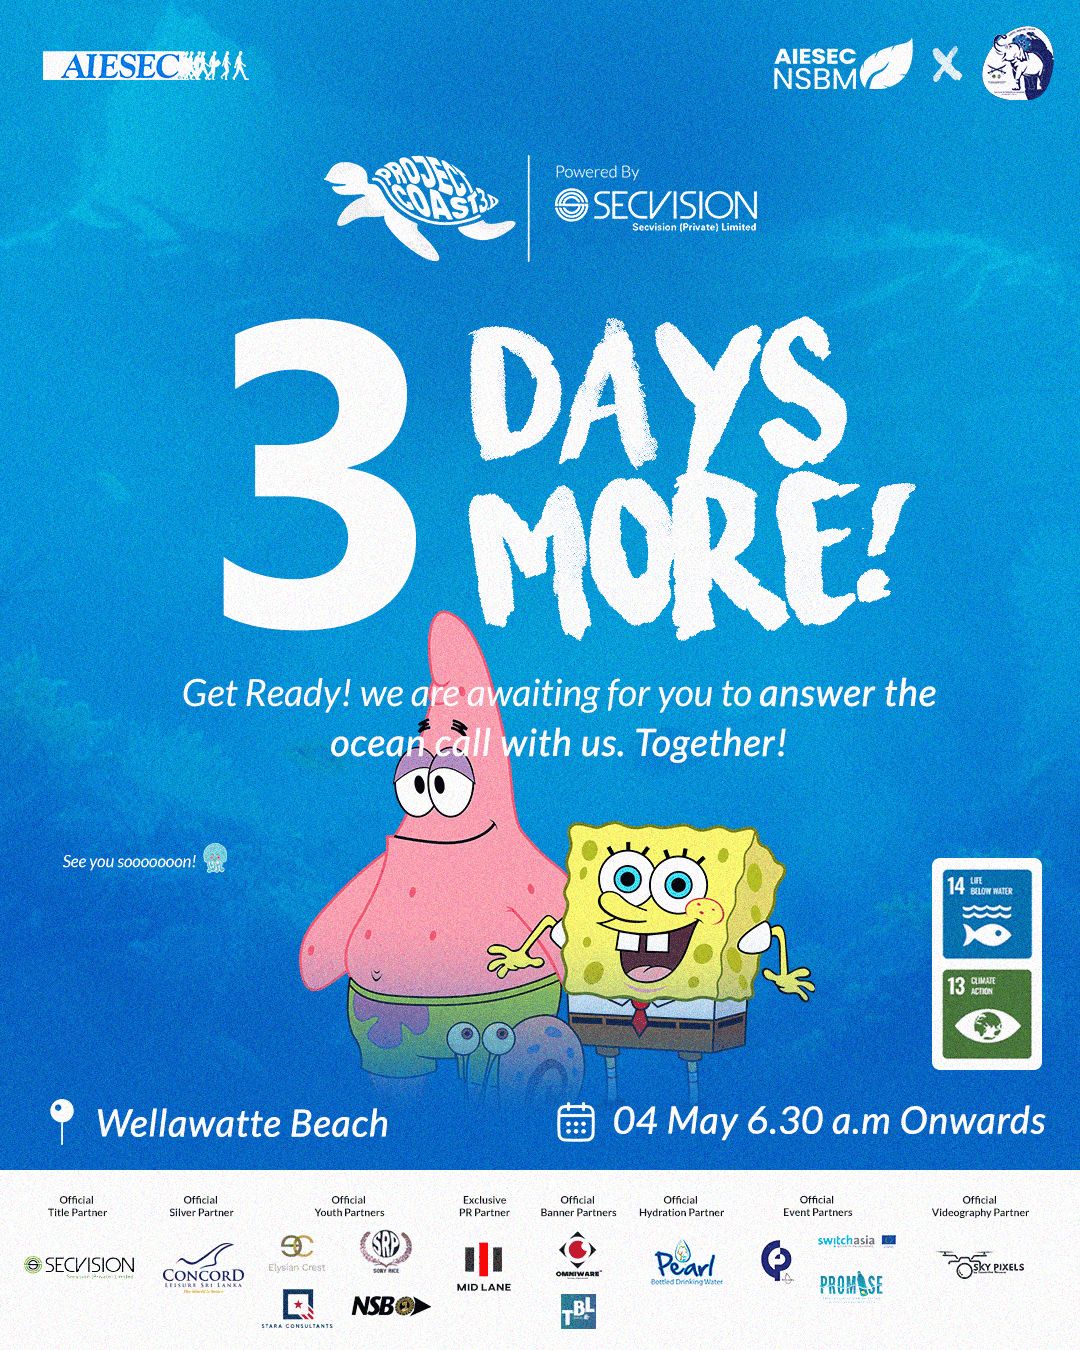 AIESEC
AIESEC
NSBM
PROJECT
COAST
Powered By
SECVISION
Secvision (Private) Limited
3 DAYS
MORE!
Get Ready! we are awaiting for you to answer the
ocean call with us. Together!
See you sooooooon!
14 LIFE
BELOW WATER
13 CLIMATE
ACTION
Wellawatte Beach
04 May 6.30 a.m Onwards
Official
Title Partner
Official
Silver Partner
Official
Youth Partners
Exclusive
PR Partner
Official
Banner Partners
Official
Hydration Partner
Official
Event Partners
Official
Videography Partner
SECVISION
Secvision (Private) Limited
CONCORD
LEISURE SRI LANKA
Elysian Crest
SRP
SONY RICE
STARA CONSULTANTS
NSB
MID LANE
OMNIWARE
TBL
Pearl
Bottled Drinking Water
switchasia
PROMISE
SKY PIXELS